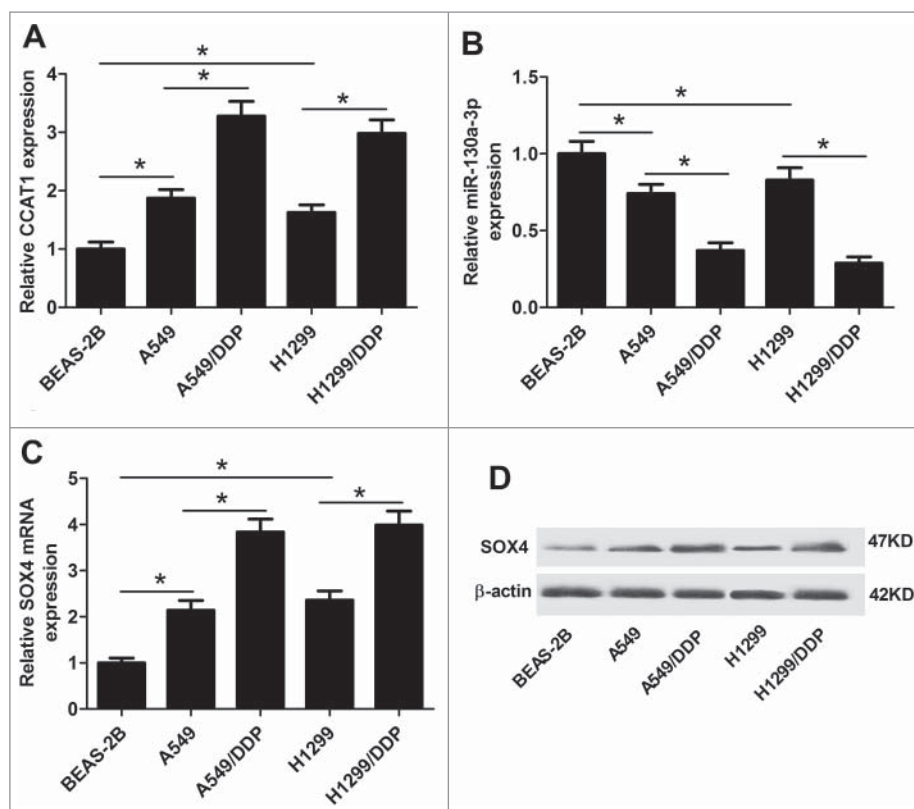 A
Relative CCAT1 expression
4
3
2
1
0
*
*
*
*
BEAS-2B
A549
A549/DDP
H1299
H1299/DDP
B
Relative miR-130a-3p
expression
1.5
1.0
0.5
0.0
*
*
*
*
BEAS-2B
A549
A549/DDP
H1299
H1299/DDP
C
Relative SOX4 mRNA
expression
5
4
3
2
1
0
*
*
*
*
BEAS-2B
A549
A549/DDP
H1299
H1299/DDP
D
SOX4
47KD
β-actin
42KD
BEAS-2B
A549
A549/DDP
H1299
H1299/DDP